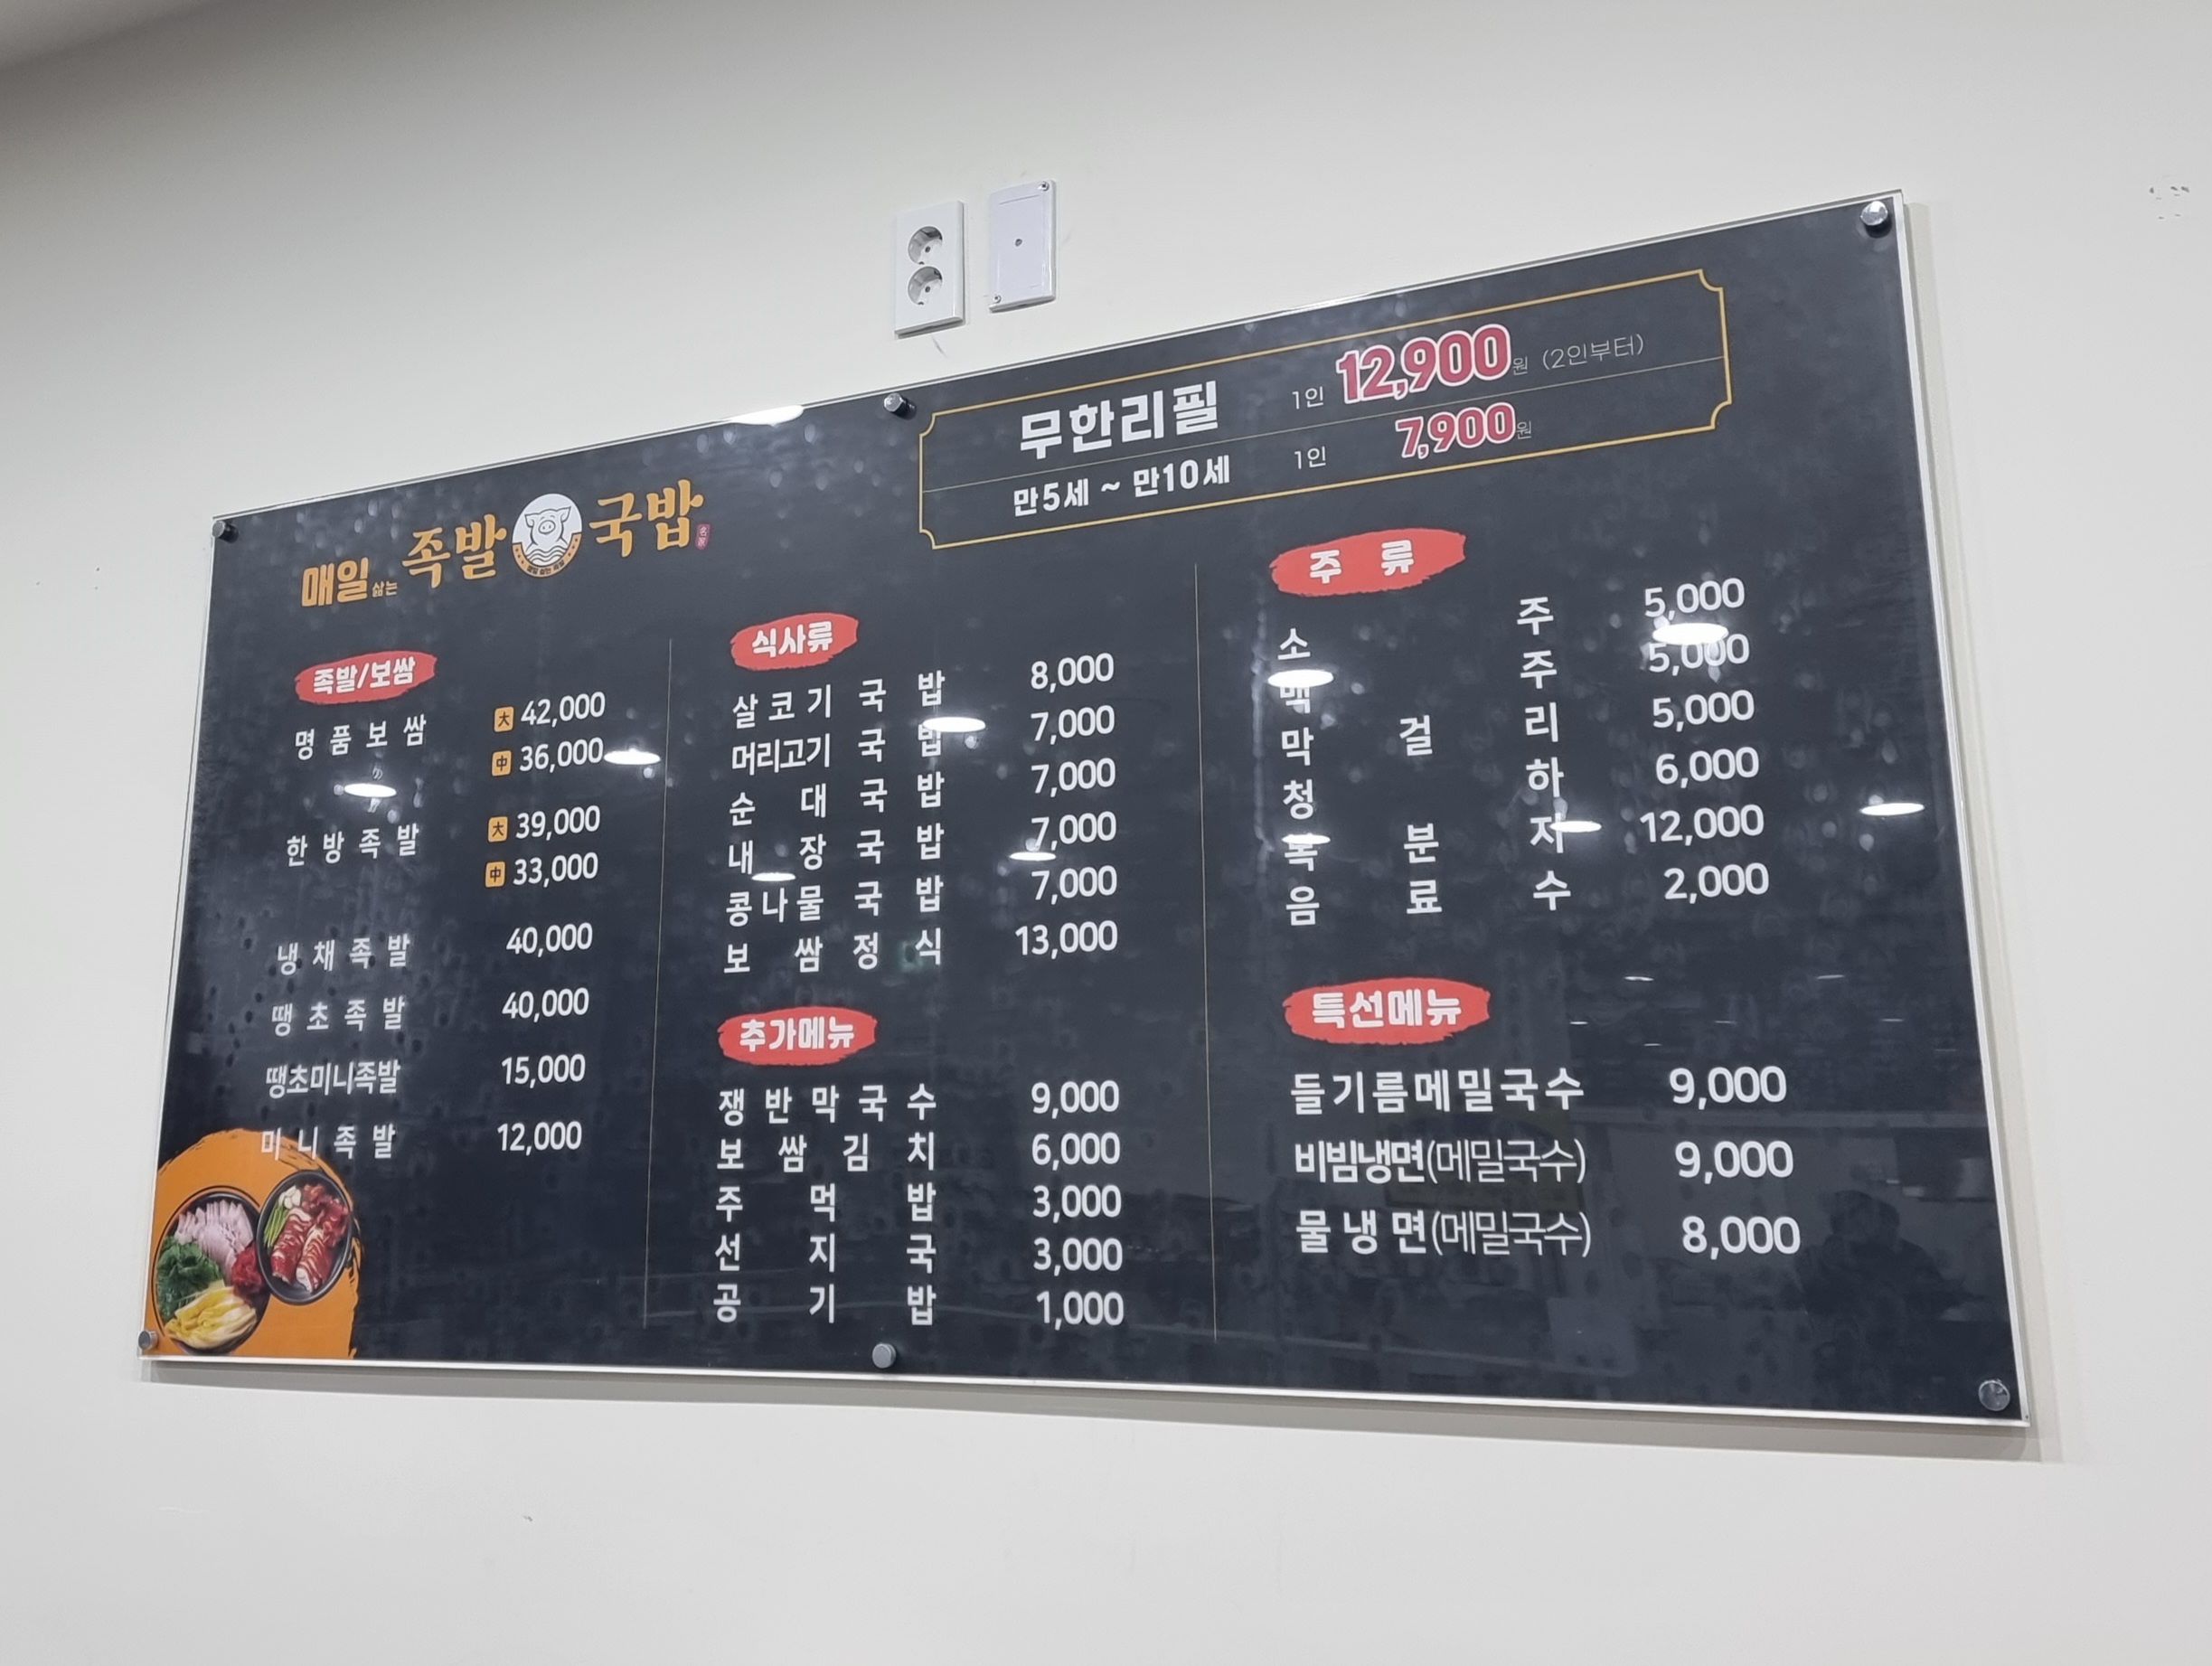 매일 삶는 족발 국밥
무한리필 1인 12,900원 (2인부터)
만5세 ~ 만10세 1인 7,900원
족발/보쌈
명품보쌈 大 42,000
中 36,000
한방족발 大 39,000
中 33,000
냉채족발 40,000
땡초족발 40,000
땡초미니족발 15,000
미니족발 12,000
식사류
살코기국밥 8,000
머리고기국밥 7,000
순대국밥 7,000
내장국밥 7,000
콩나물국밥 7,000
보쌈정식 13,000
추가메뉴
쟁반막국수 9,000
보쌈김치 6,000
주먹밥 3,000
선지국 3,000
공기밥 1,000
주류
소주 5,000
맥주 5,000
막걸리 5,000
청하 6,000
복분자 12,000
음료수 2,000
특선메뉴
들기름메밀국수 9,000
비빔냉면(메밀국수) 9,000
물냉면(메밀국수) 8,000